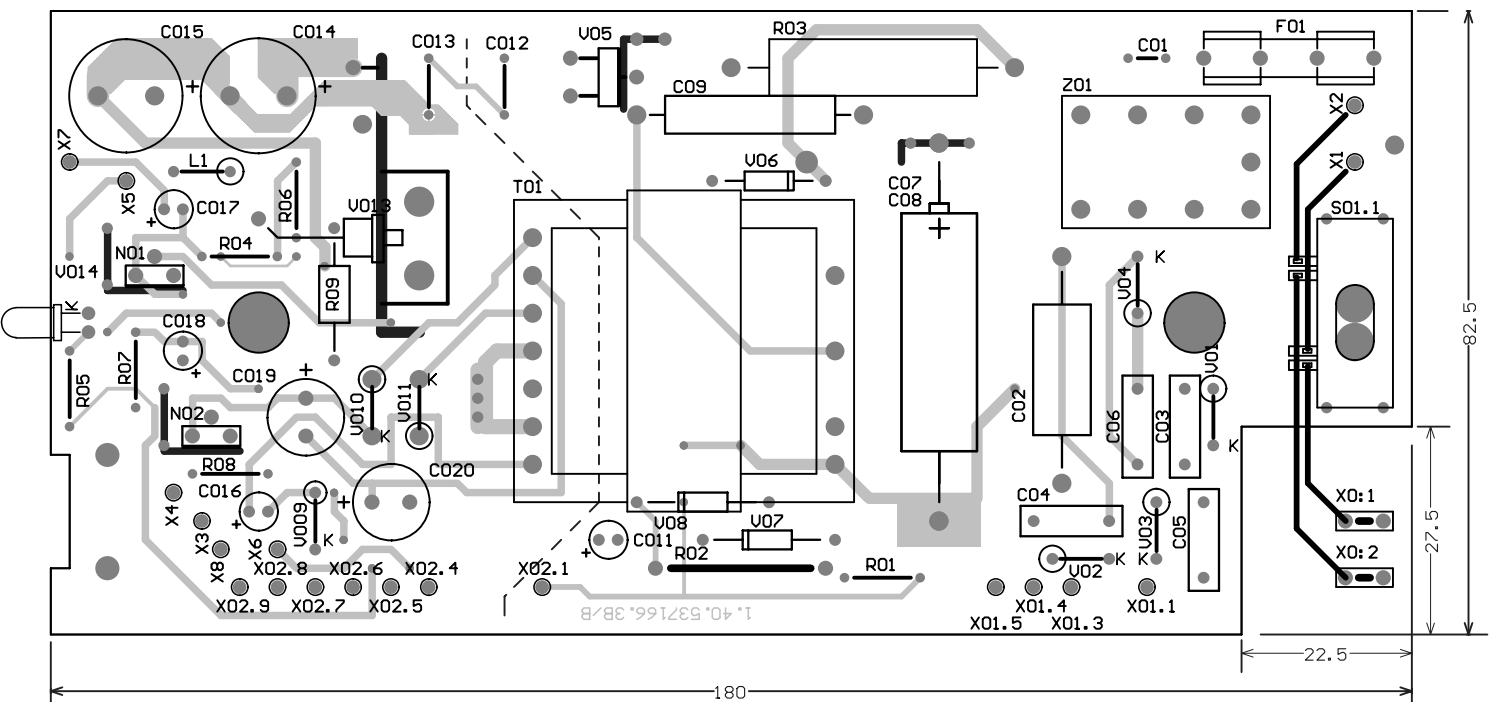 C015
C014
C013
C012
V05
R03
C01
F01
C09
Z01
X2
X7
L1
V06
X1
X5
R06
T01
C07
C08
C017
V013
S01.1
+
R04
N01
V014
K
V04
K
R09
K
C018
R07
R05
C019
V01
+
K
V010
V011
C02
C06
C03
N02
K
K
R08
C020
C016
X4
X0:1
C04
V009
V08
V07
V03
C05
X3
X6
K
C011
X8
R02
X0:2
X02.8
X02.6
X02.4
X02.1
R01
K
K
V02
X02.9
X02.7
X02.5
X01.4
X01.1
1.40.537166.3B/B
X01.5
X01.3
82.5
27.5
22.5
180